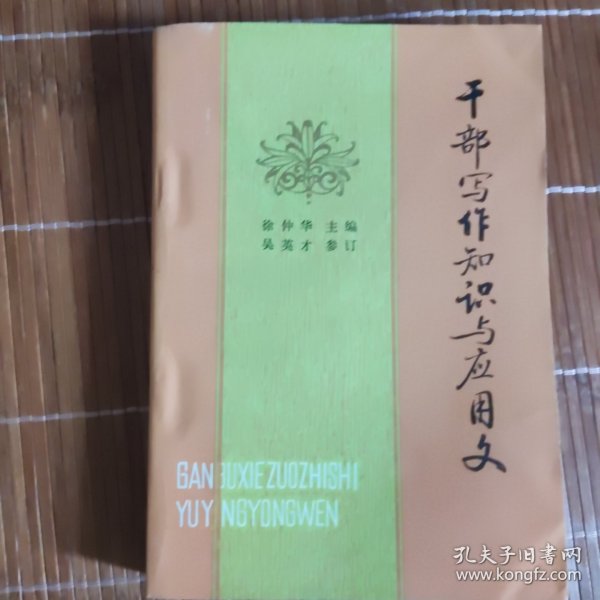 干部写作知识与应用文
徐仲华 主编
吴英才 参订
GANBUXIEZUOZHISHI
YUYINGYONGWEN
孔夫子旧书网
www.kongfz.com